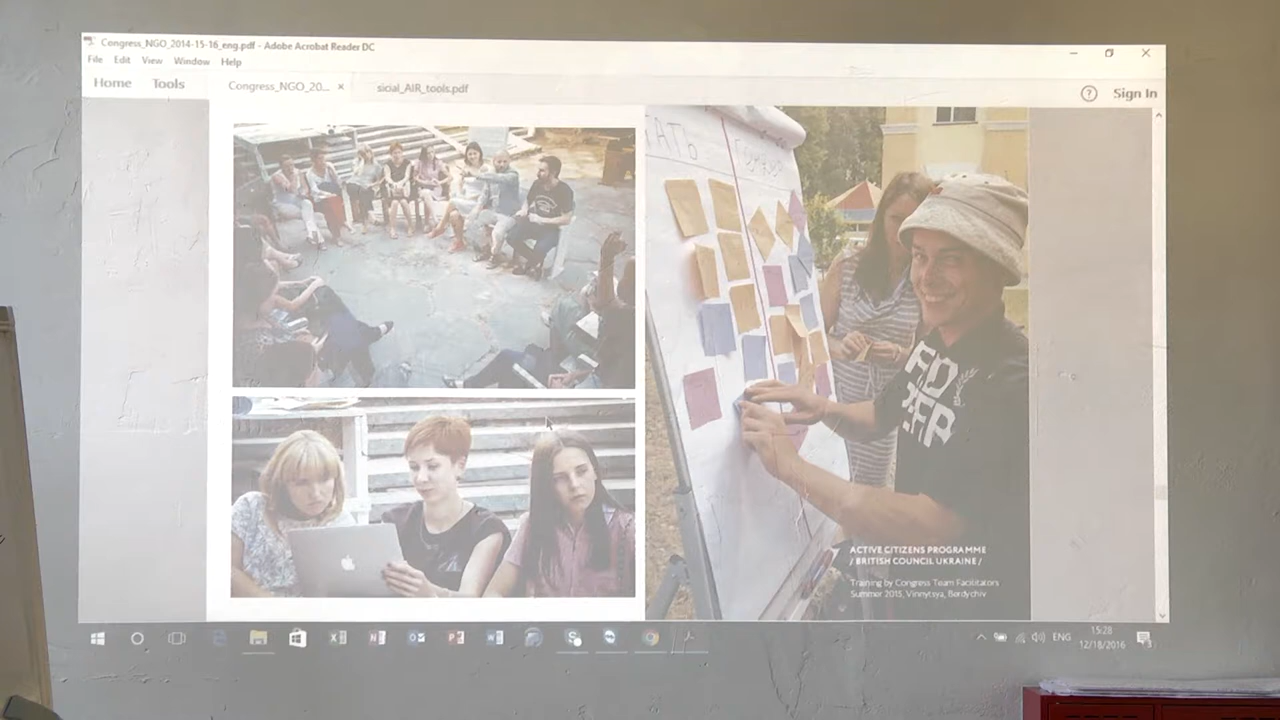 Congress_NGO_2014-15-16_eng.pdf - Adobe Acrobat Reader DC
File Edit View Window Help
Home Tools
Congress_NGO_20... × sicial_AIR_tools.pdf
? Sign In
АТЬ
ACTIVE CITIZENS PROGRAMME
/ BRITISH COUNCIL UKRAINE /
Training by Congress Team Facilitators
Summer 2015, Vinnytsya, Berdychiv
ENG
15:28
12/18/2016